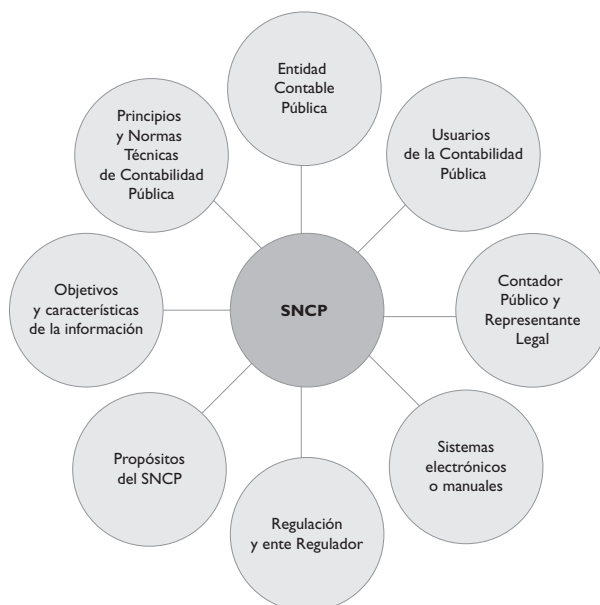 Entidad
Contable
Pública
Usuarios
de la Contabilidad
Pública
Contador
Público y
Representante
Legal
Sistemas
electrónicos
o manuales
Regulación
y ente Regulador
Propósitos
del SNCP
Objetivos
y características
de la información
Principios
y Normas
Técnicas
de Contabilidad
Pública
SNCP